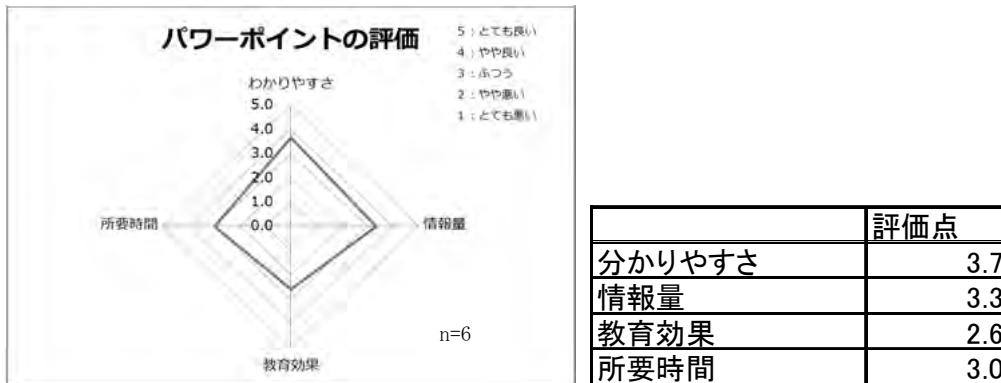 パワーポイントの評価
5：とても良い
4：やや良い
3：ふつう
2：やや悪い
1：とても悪い
わかりやすさ
5.0
4.0
3.0
2.0
1.0
0.0
所要時間
情報量
教育効果
n=6
評価点
分かりやすさ 3.7
情報量 3.3
教育効果 2.6
所要時間 3.0